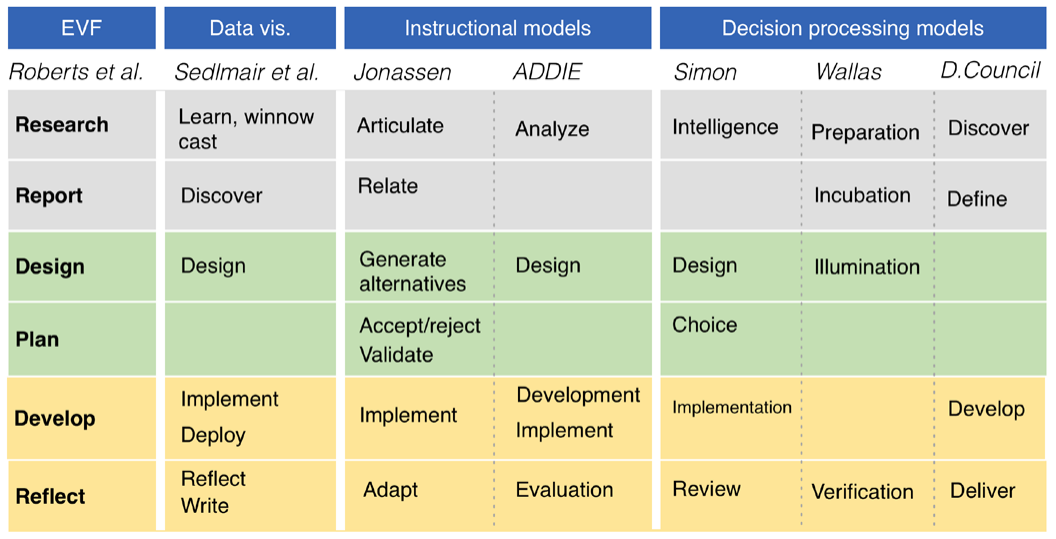 EVF Data vis. Instructional models Decision processing models
Roberts et al. Sedlmair et al. Jonassen ADDIE Simon Wallas D.Council
Research Learn, winnow cast Articulate Analyze Intelligence Preparation Discover
Report Discover Relate Incubation Define
Design Design Generate alternatives Design Design Illumination
Plan Accept/reject Validate Choice
Develop Implement Deploy Implement Development Implement Implementation Develop
Reflect Reflect Write Adapt Evaluation Review Verification Deliver